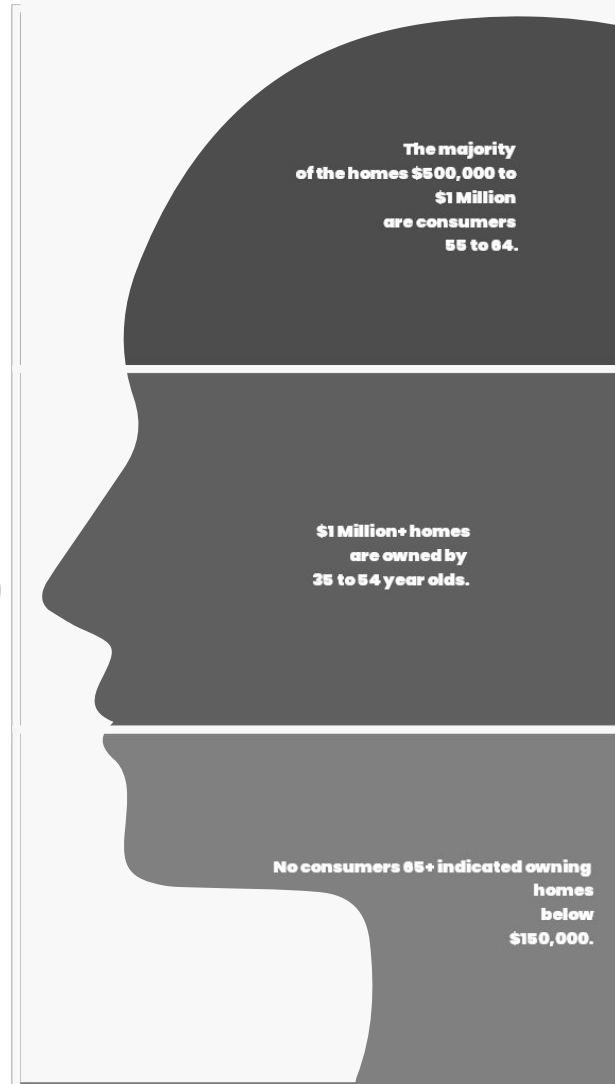 The majority
of the homes $500,000 to
$1 Million
are consumers
55 to 64.
$1 Million+ homes
are owned by
35 to 54 year olds.
No consumers 65+ indicated owning
homes
below
$150,000.